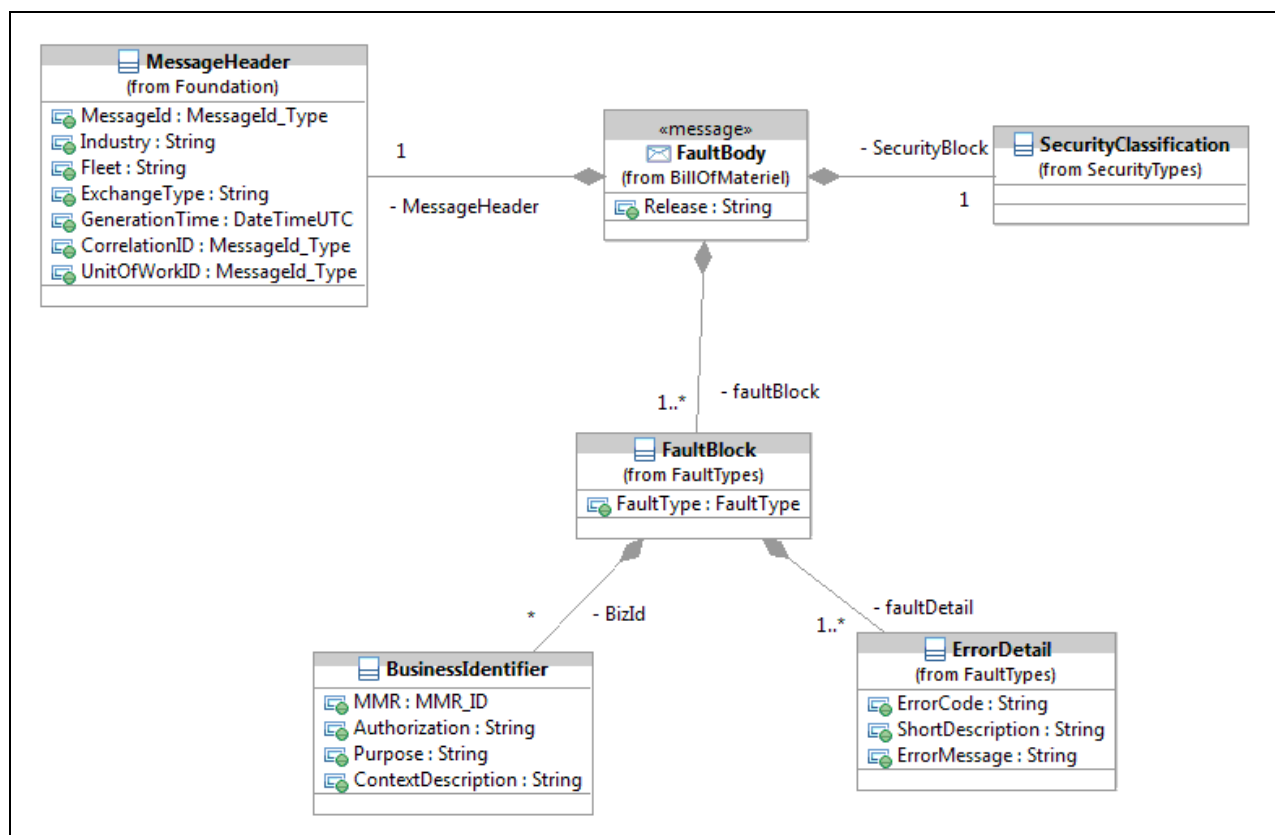 MessageHeader
(from Foundation)
MessageId : MessageId_Type
Industry : String
Fleet : String
ExchangeType : String
GenerationTime : DateTimeUTC
CorrelationID : MessageId_Type
UnitOfWorkID : MessageId_Type
1
- MessageHeader
«message»
FaultBody
(from BillOfMateriel)
Release : String
- SecurityBlock
1
SecurityClassification
(from SecurityTypes)
1..*
- faultBlock
FaultBlock
(from FaultTypes)
FaultType : FaultType
*
- BizId
1..*
- faultDetail
BusinessIdentifier
MMR : MMR_ID
Authorization : String
Purpose : String
ContextDescription : String
ErrorDetail
(from FaultTypes)
ErrorCode : String
ShortDescription : String
ErrorMessage : String